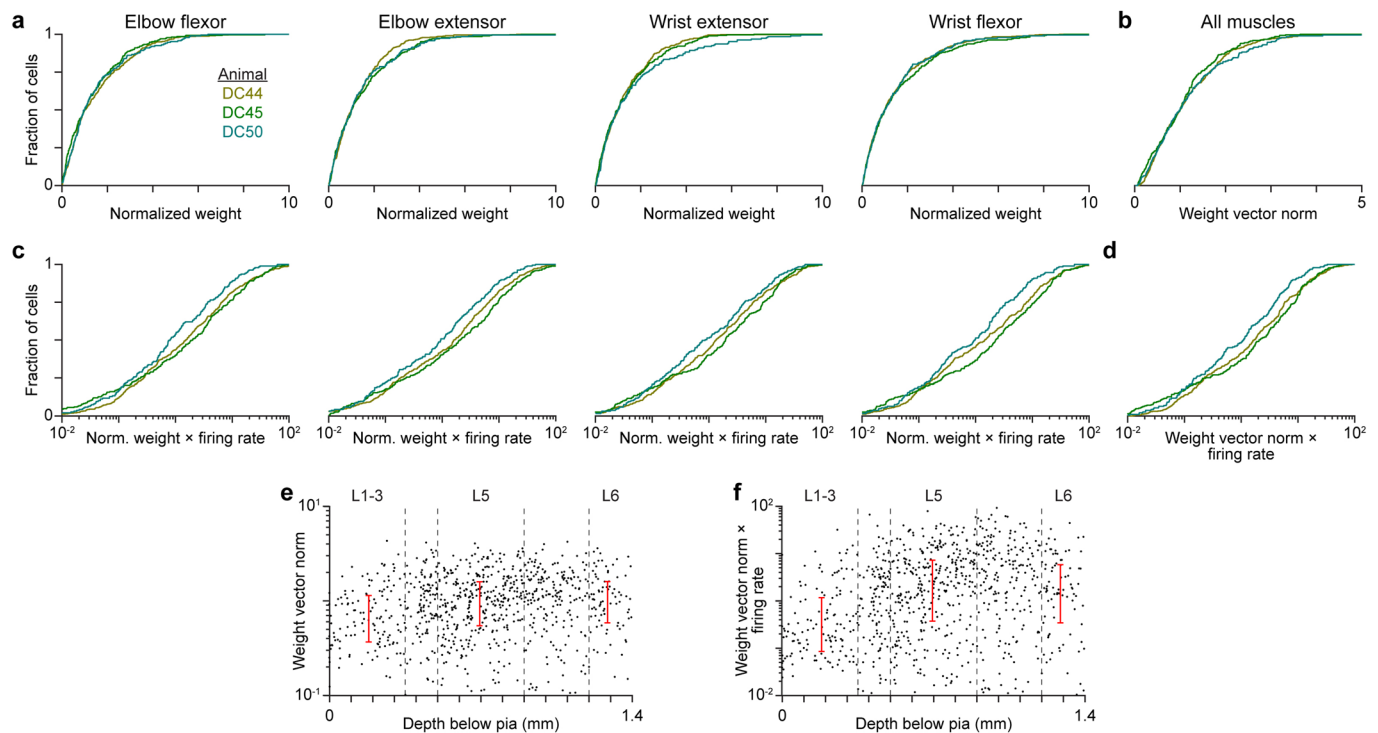 a
Elbow flexor
Elbow extensor
Wrist extensor
Wrist flexor
b
All muscles
Fraction of cells
1
1
Animal
DC44
DC45
DC50
0
10
0
10
0
10
0
10
0
5
Normalized weight
Normalized weight
Normalized weight
Normalized weight
Weight vector norm
c
d
Fraction of cells
1
0
10-2
102
10-2
102
10-2
102
10-2
102
10-2
102
Norm. weight × firing rate
Norm. weight × firing rate
Norm. weight × firing rate
Norm. weight × firing rate
Weight vector norm ×
firing rate
e
L1-3
L5
L6
Weight vector norm
101
10-1
0
1.4
Depth below pia (mm)
f
L1-3
L5
L6
Weight vector norm ×
firing rate
102
10-2
0
1.4
Depth below pia (mm)